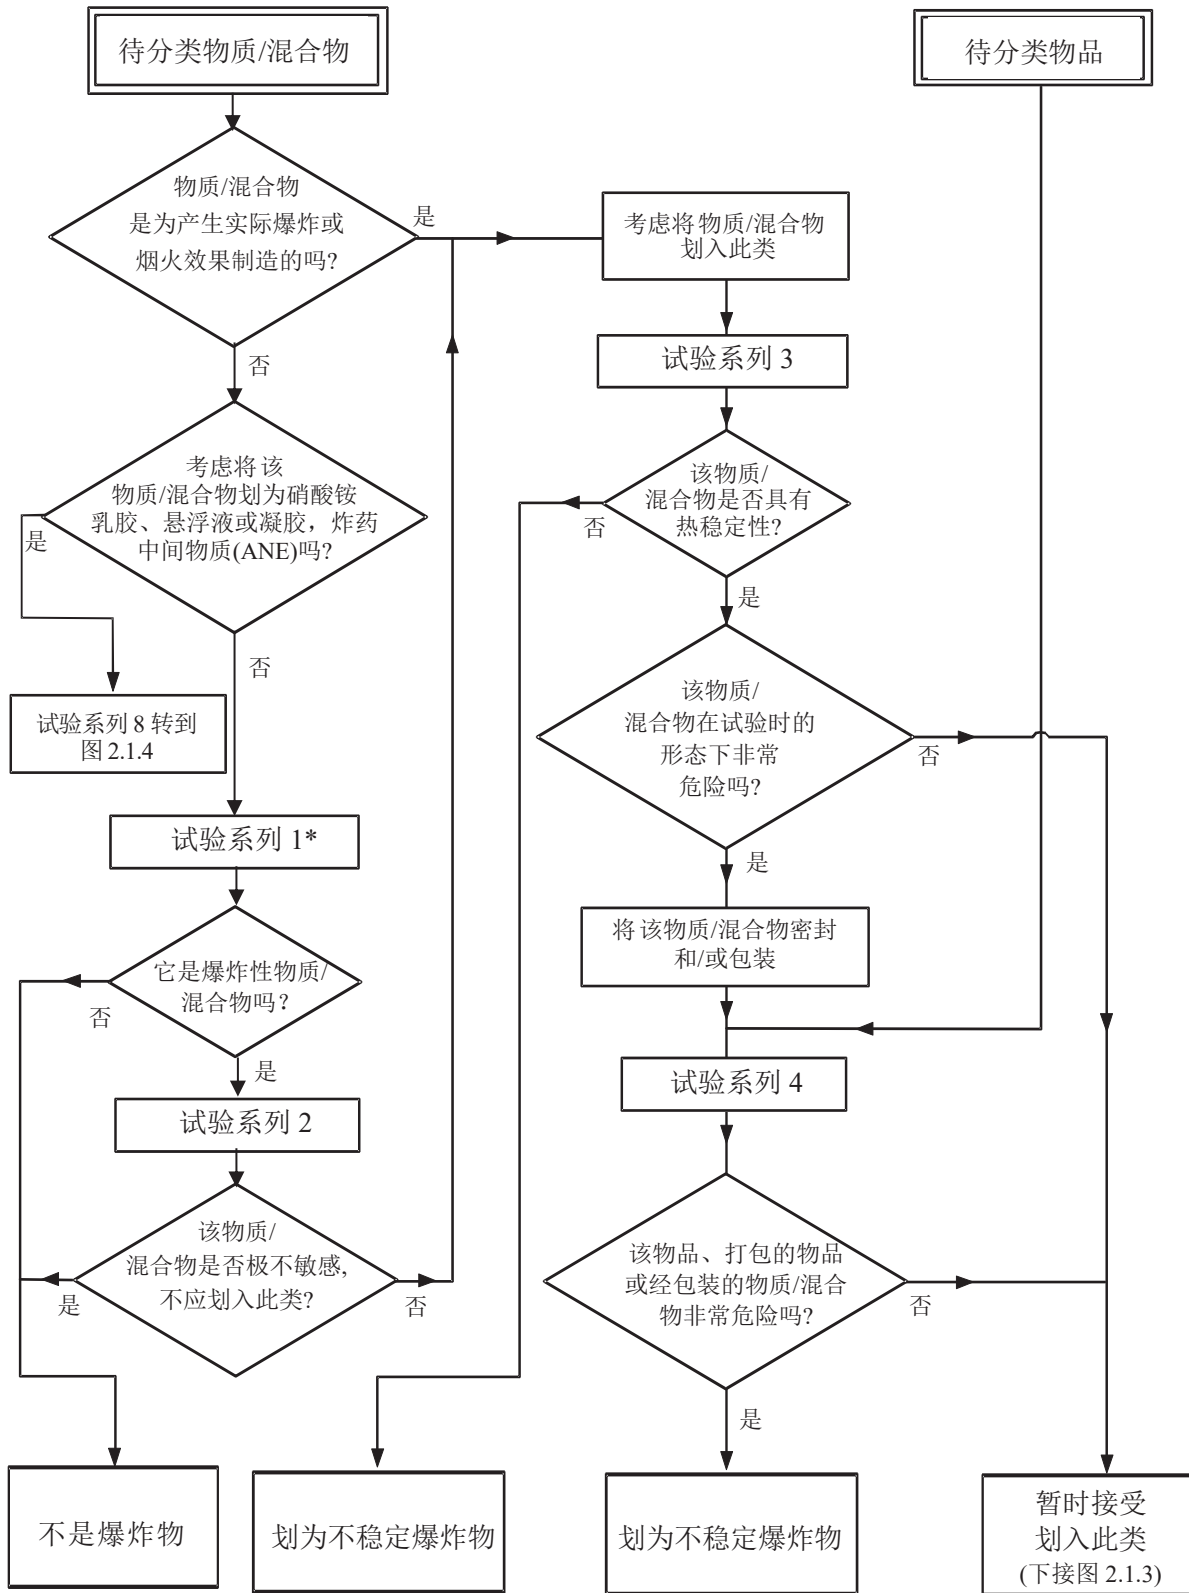 待分类物质/混合物
待分类物品
物质/混合物
是为产生实际爆炸或
烟火效果制造的吗?
是
考虑将物质/混合物
划入此类
否
试验系列 3
考虑将该
物质/混合物划为硝酸铵
乳胶、悬浮液或凝胶，炸药
中间物质(ANE)吗?
是
否
该物质/
混合物是否具有
热稳定性?
否
是
试验系列 8 转到
图 2.1.4
该物质/
混合物在试验时的
形态下非常
危险吗?
否
是
试验系列 1*
将该物质/混合物密封
和/或包装
它是爆炸性物质/
混合物吗？
否
是
试验系列 4
试验系列 2
该物质/
混合物是否极不敏感,
不应划入此类?
是
否
该物品、打包的物品
或经包装的物质/混合
物非常危险吗?
否
是
不是爆炸物
划为不稳定爆炸物
划为不稳定爆炸物
暂时接受
划入此类
(下接图 2.1.3)